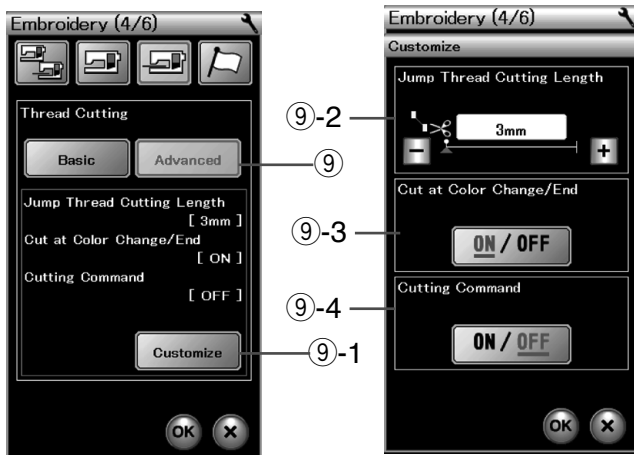 Embroidery (4/6)
Thread Cutting
Basic
Advanced
Jump Thread Cutting Length
[ 3mm ]
Cut at Color Change/End
[ ON ]
Cutting Command
[ OFF ]
Customize
OK
⑨
⑨-1
Embroidery (4/6)
Customize
Jump Thread Cutting Length
3mm
Cut at Color Change/End
ON / OFF
Cutting Command
ON / OFF
OK
⑨-2
⑨-3
⑨-4